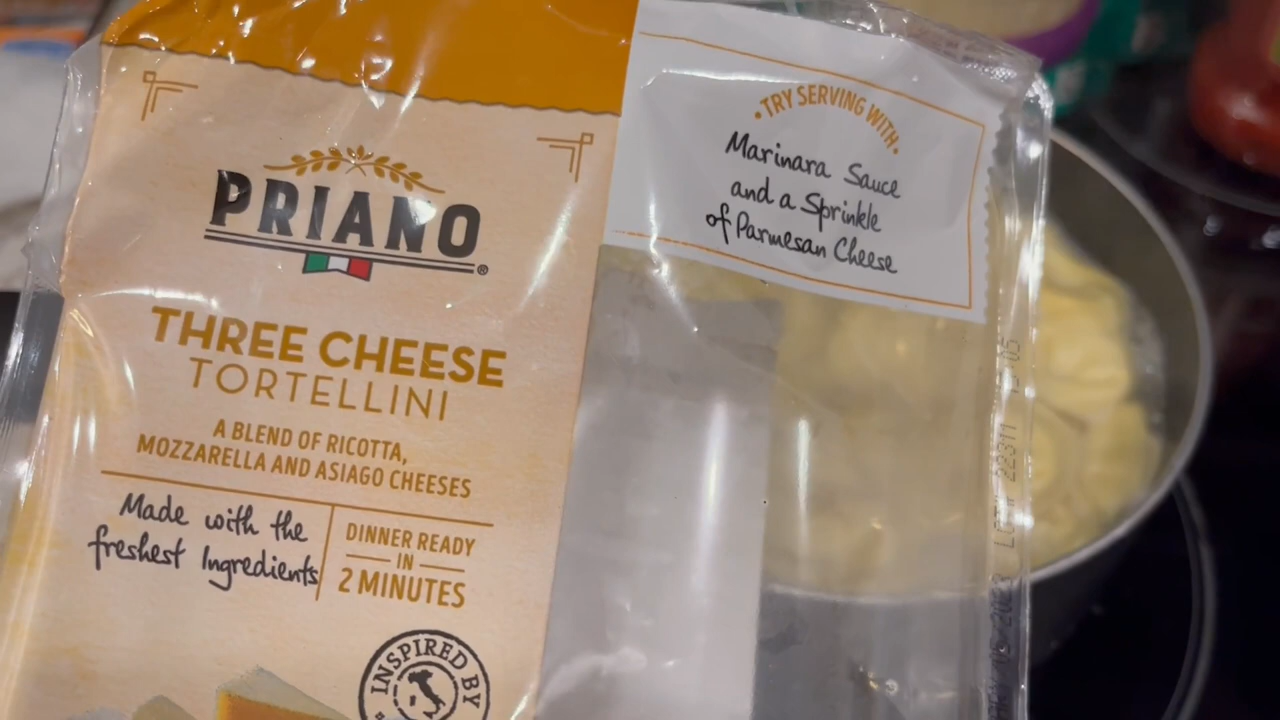 PRIANO®
THREE CHEESE
TORTELLINI
A BLEND OF RICOTTA,
MOZZARELLA AND ASIAGO CHEESES
Made with the
freshest Ingredients
DINNER READY
IN
2 MINUTES
INSPIRED BY
•TRY SERVING WITH•
Marinara Sauce
and a Sprinkle
of Parmesan Cheese